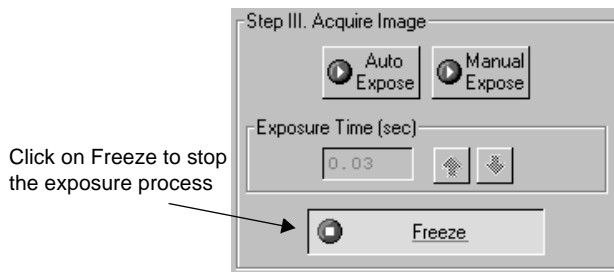 Step III. Acquire Image
Auto
Expose
Manual
Expose
Exposure Time (sec)
0.03
Click on Freeze to stop
the exposure process
Freeze